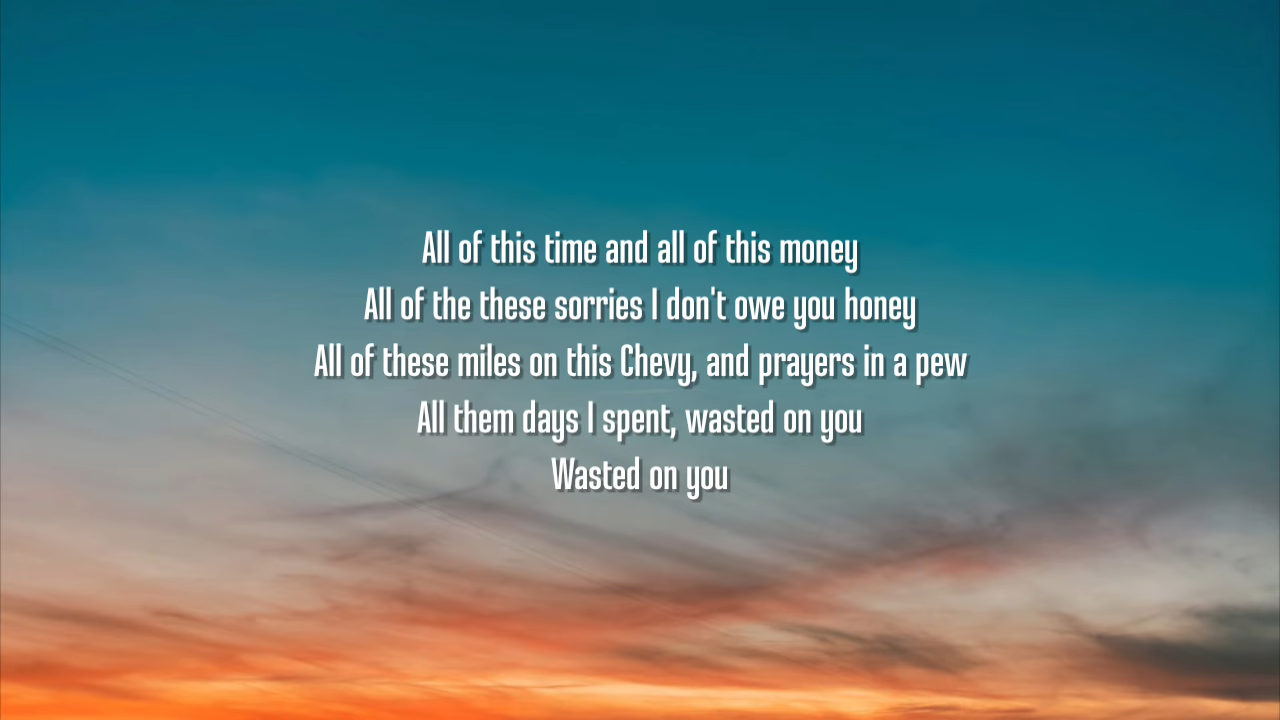 All of this time and all of this money
All of the these sorries I don't owe you honey
All of these miles on this Chevy, and prayers in a pew
All them days I spent, wasted on you
Wasted on you